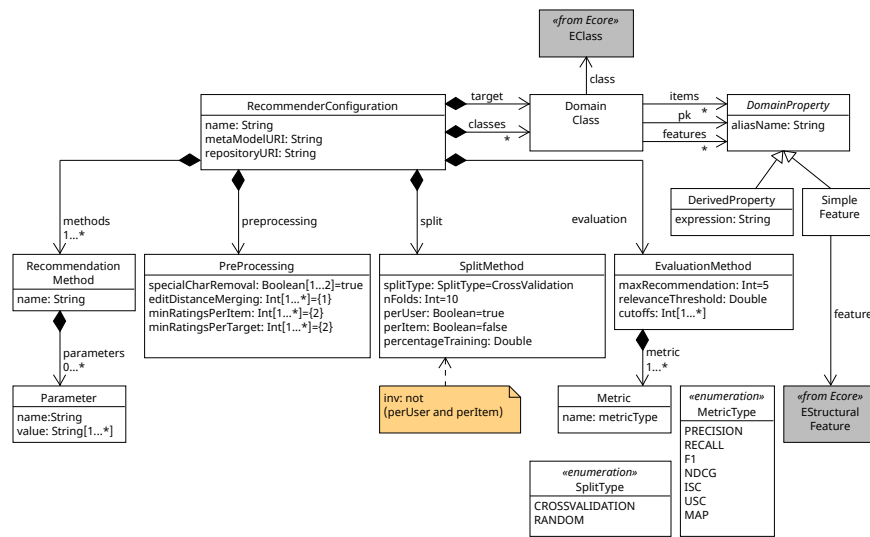 «from Ecore»
EClass
class
RecommenderConfiguration
name: String
metaModelURI: String
repositoryURI: String
target
classes
*
Domain
Class
items
*
pk
features
*
DomainProperty
aliasName: String
DerivedProperty
expression: String
Simple
Feature
methods
1...*
preprocessing
split
evaluation
feature
Recommendation
Method
name: String
PreProcessing
specialCharRemoval: Boolean[1...2]=true
editDistanceMerging: Int[1...*]={1}
minRatingsPerItem: Int[1...*]={2}
minRatingsPerTarget: Int[1...*]={2}
SplitMethod
splitType: SplitType=CrossValidation
nFolds: Int=10
perUser: Boolean=true
perItem: Boolean=false
percentageTraining: Double
EvaluationMethod
maxRecommendation: Int=5
relevanceThreshold: Double
cutoffs: Int[1...*]
parameters
0...*
metric
1...*
Parameter
name:String
value: String[1...*]
inv: not
(perUser and perItem)
Metric
name: metricType
«enumeration»
MetricType
PRECISION
RECALL
F1
NDCG
ISC
USC
MAP
«from Ecore»
EStructural
Feature
«enumeration»
SplitType
CROSSVALIDATION
RANDOM